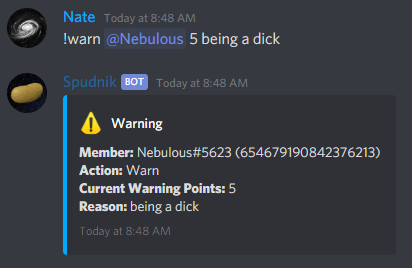 Nate Today at 8:48 AM
!warn @Nebulous 5 being a dick
Spudnik BOT Today at 8:48 AM
Warning
Member: Nebulous#5623 (654679190842376213)
Action: Warn
Current Warning Points: 5
Reason: being a dick
Today at 8:48 AM